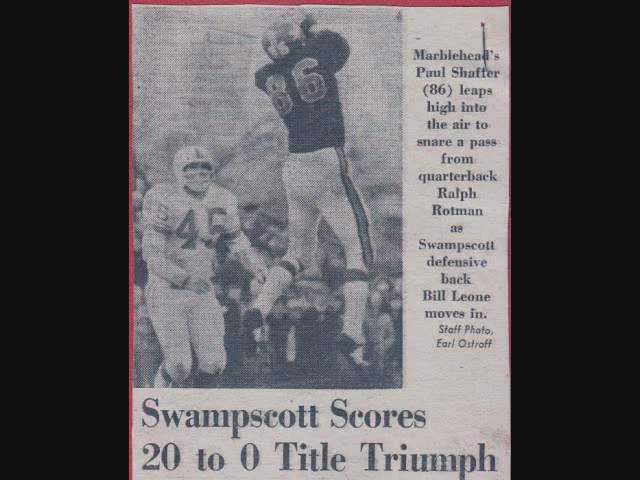 86
46
Marblehead's
Paul Shaffer
(86) leaps
high into
the air to
snare a pass
from
quarterback
Ralph
Rotman
as
Swampscott
defensive
back
Bill Leone
moves in.
Staff Photo,
Earl Ostroff
Swampscott Scores
20 to 0 Title Triumph